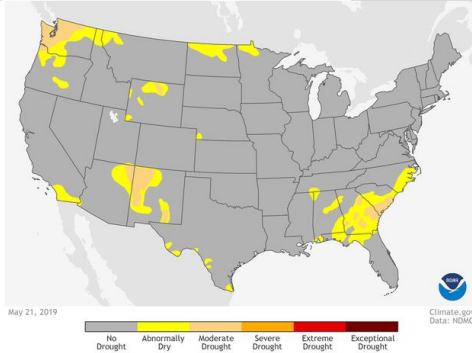 NOAA
May 21, 2019
Climate.gov
Data: NDMC
No
Drought
Abnormally
Dry
Moderate
Drought
Severe
Drought
Extreme
Drought
Exceptional
Drought